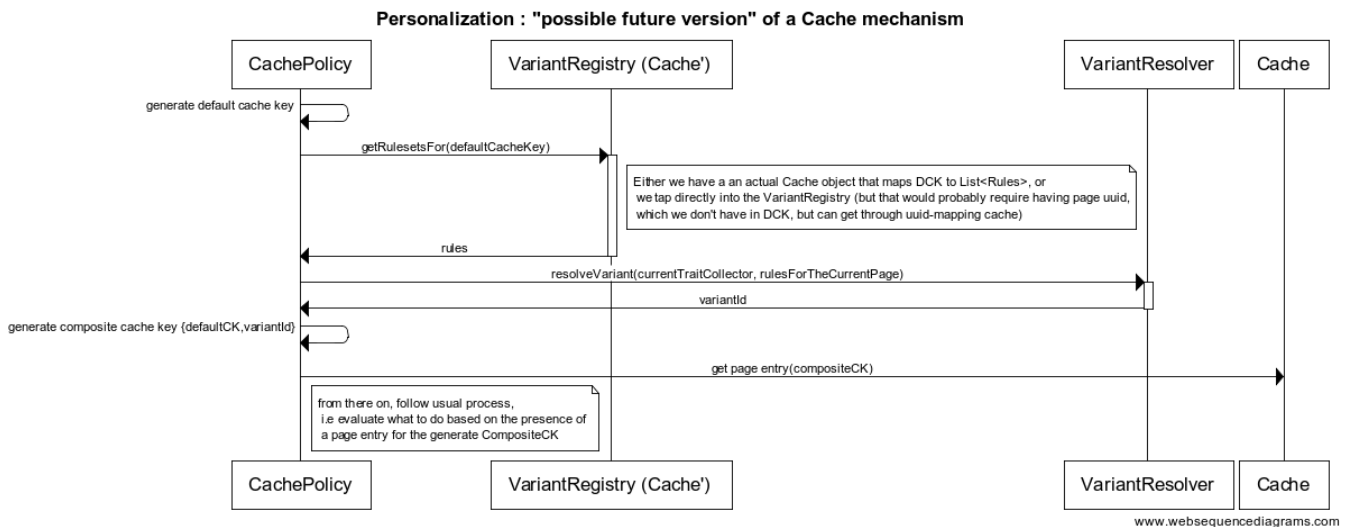 Personalization : "possible future version" of a Cache mechanism
CachePolicy
VariantRegistry (Cache')
VariantResolver
Cache
generate default cache key
getRulesetsFor(defaultCacheKey)
Either we have a an actual Cache object that maps DCK to List<Rules>, or
we tap directly into the VariantRegistry (but that would probably require having page uuid,
which we don't have in DCK, but can get through uuid-mapping cache)
rules
resolveVariant(currentTraitCollector, rulesForTheCurrentPage)
variantId
generate composite cache key {defaultCK,variantId}
get page entry(compositeCK)
from there on, follow usual process,
i.e evaluate what to do based on the presence of
a page entry for the generate CompositeCK
CachePolicy
VariantRegistry (Cache')
VariantResolver
Cache
www.websequencediagrams.com